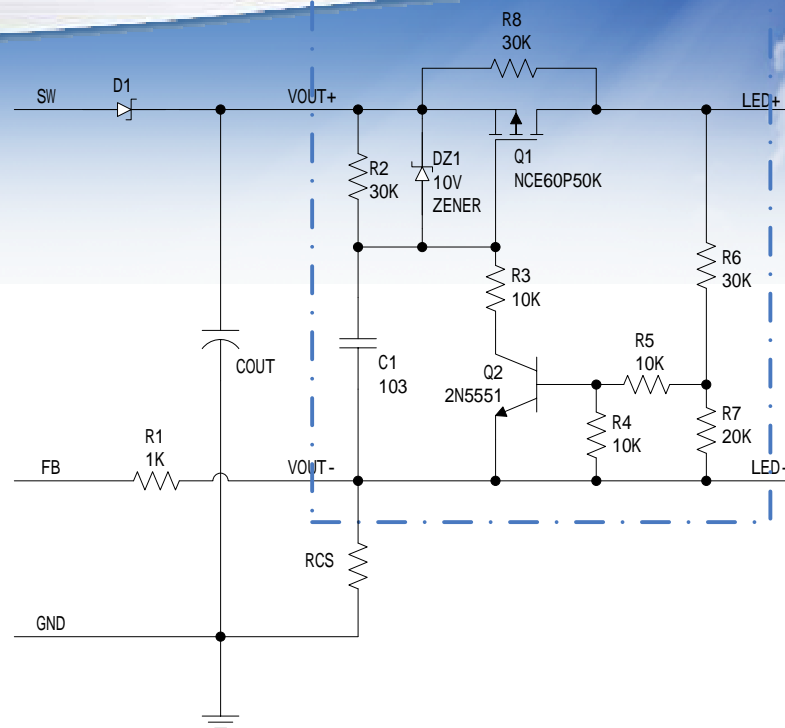 R8
30K
SW
D1
VOUT+
LED+
R2
30K
DZ1
10V
ZENER
Q1
NCE60P50K
R3
10K
R6
30K
COUT
C1
103
Q2
2N5551
R5
10K
R4
10K
R7
20K
R1
1K
FB
VOUT-
LED-
RCS
GND